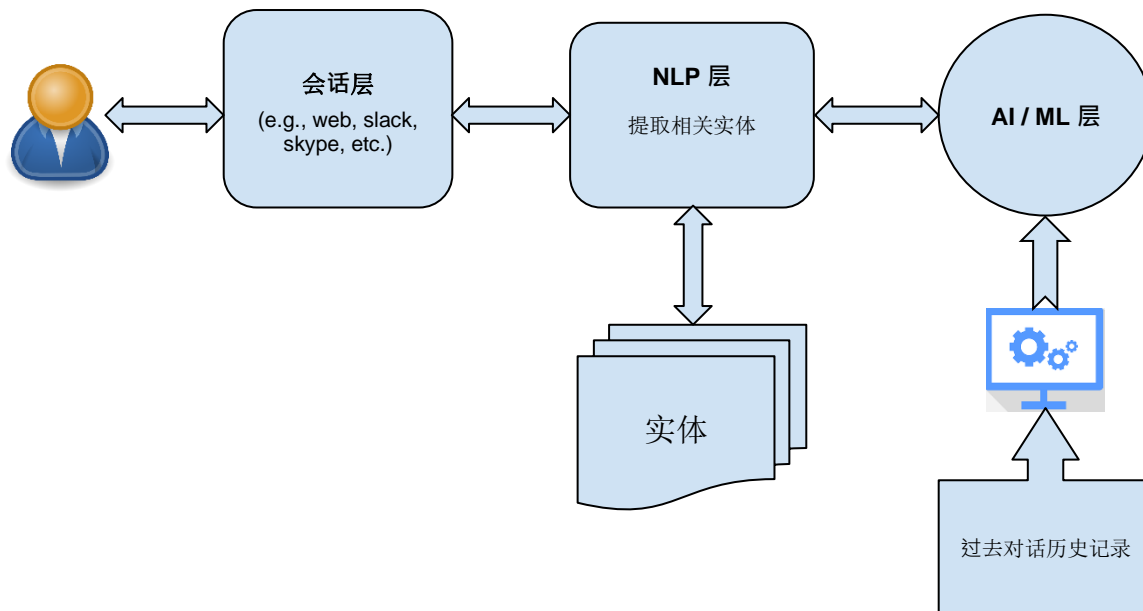 会话层
(e.g., web, slack,
skype, etc.)
NLP 层
提取相关实体
AI / ML 层
实体
过去对话历史记录